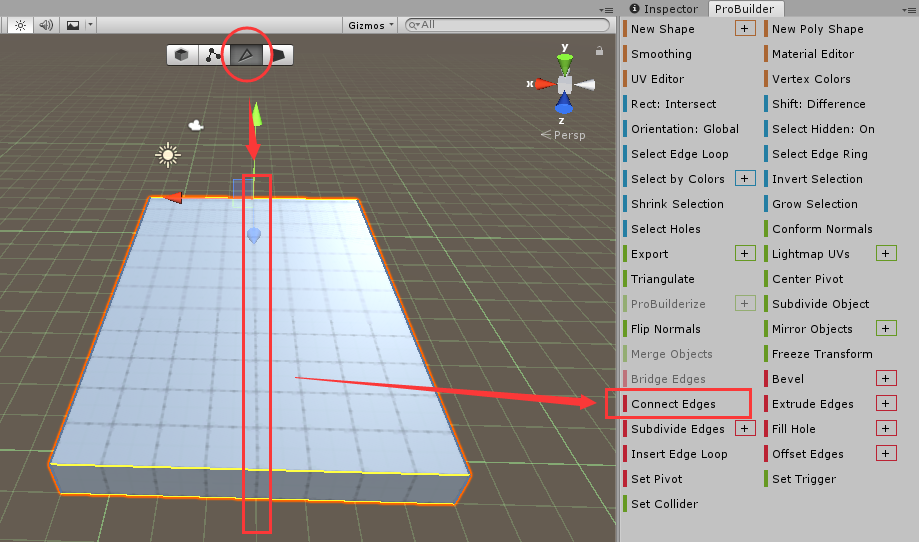 Inspector ProBuilder
Gizmos All
New Shape + New Poly Shape
Smoothing Material Editor
UV Editor Vertex Colors
Rect: Intersect Shift: Difference
Orientation: Global Select Hidden: On
Select Edge Loop Select Edge Ring
Select by Colors + Invert Selection
Shrink Selection Grow Selection
Select Holes Conform Normals
Export + Lightmap UVs +
Triangulate Center Pivot
ProBuilderize + Subdivide Object
Flip Normals Mirror Objects +
Merge Objects Freeze Transform
Bridge Edges Bevel +
Connect Edges Extrude Edges +
Subdivide Edges + Fill Hole +
Insert Edge Loop Offset Edges +
Set Pivot Set Trigger
Set Collider
y
x
z
Persp